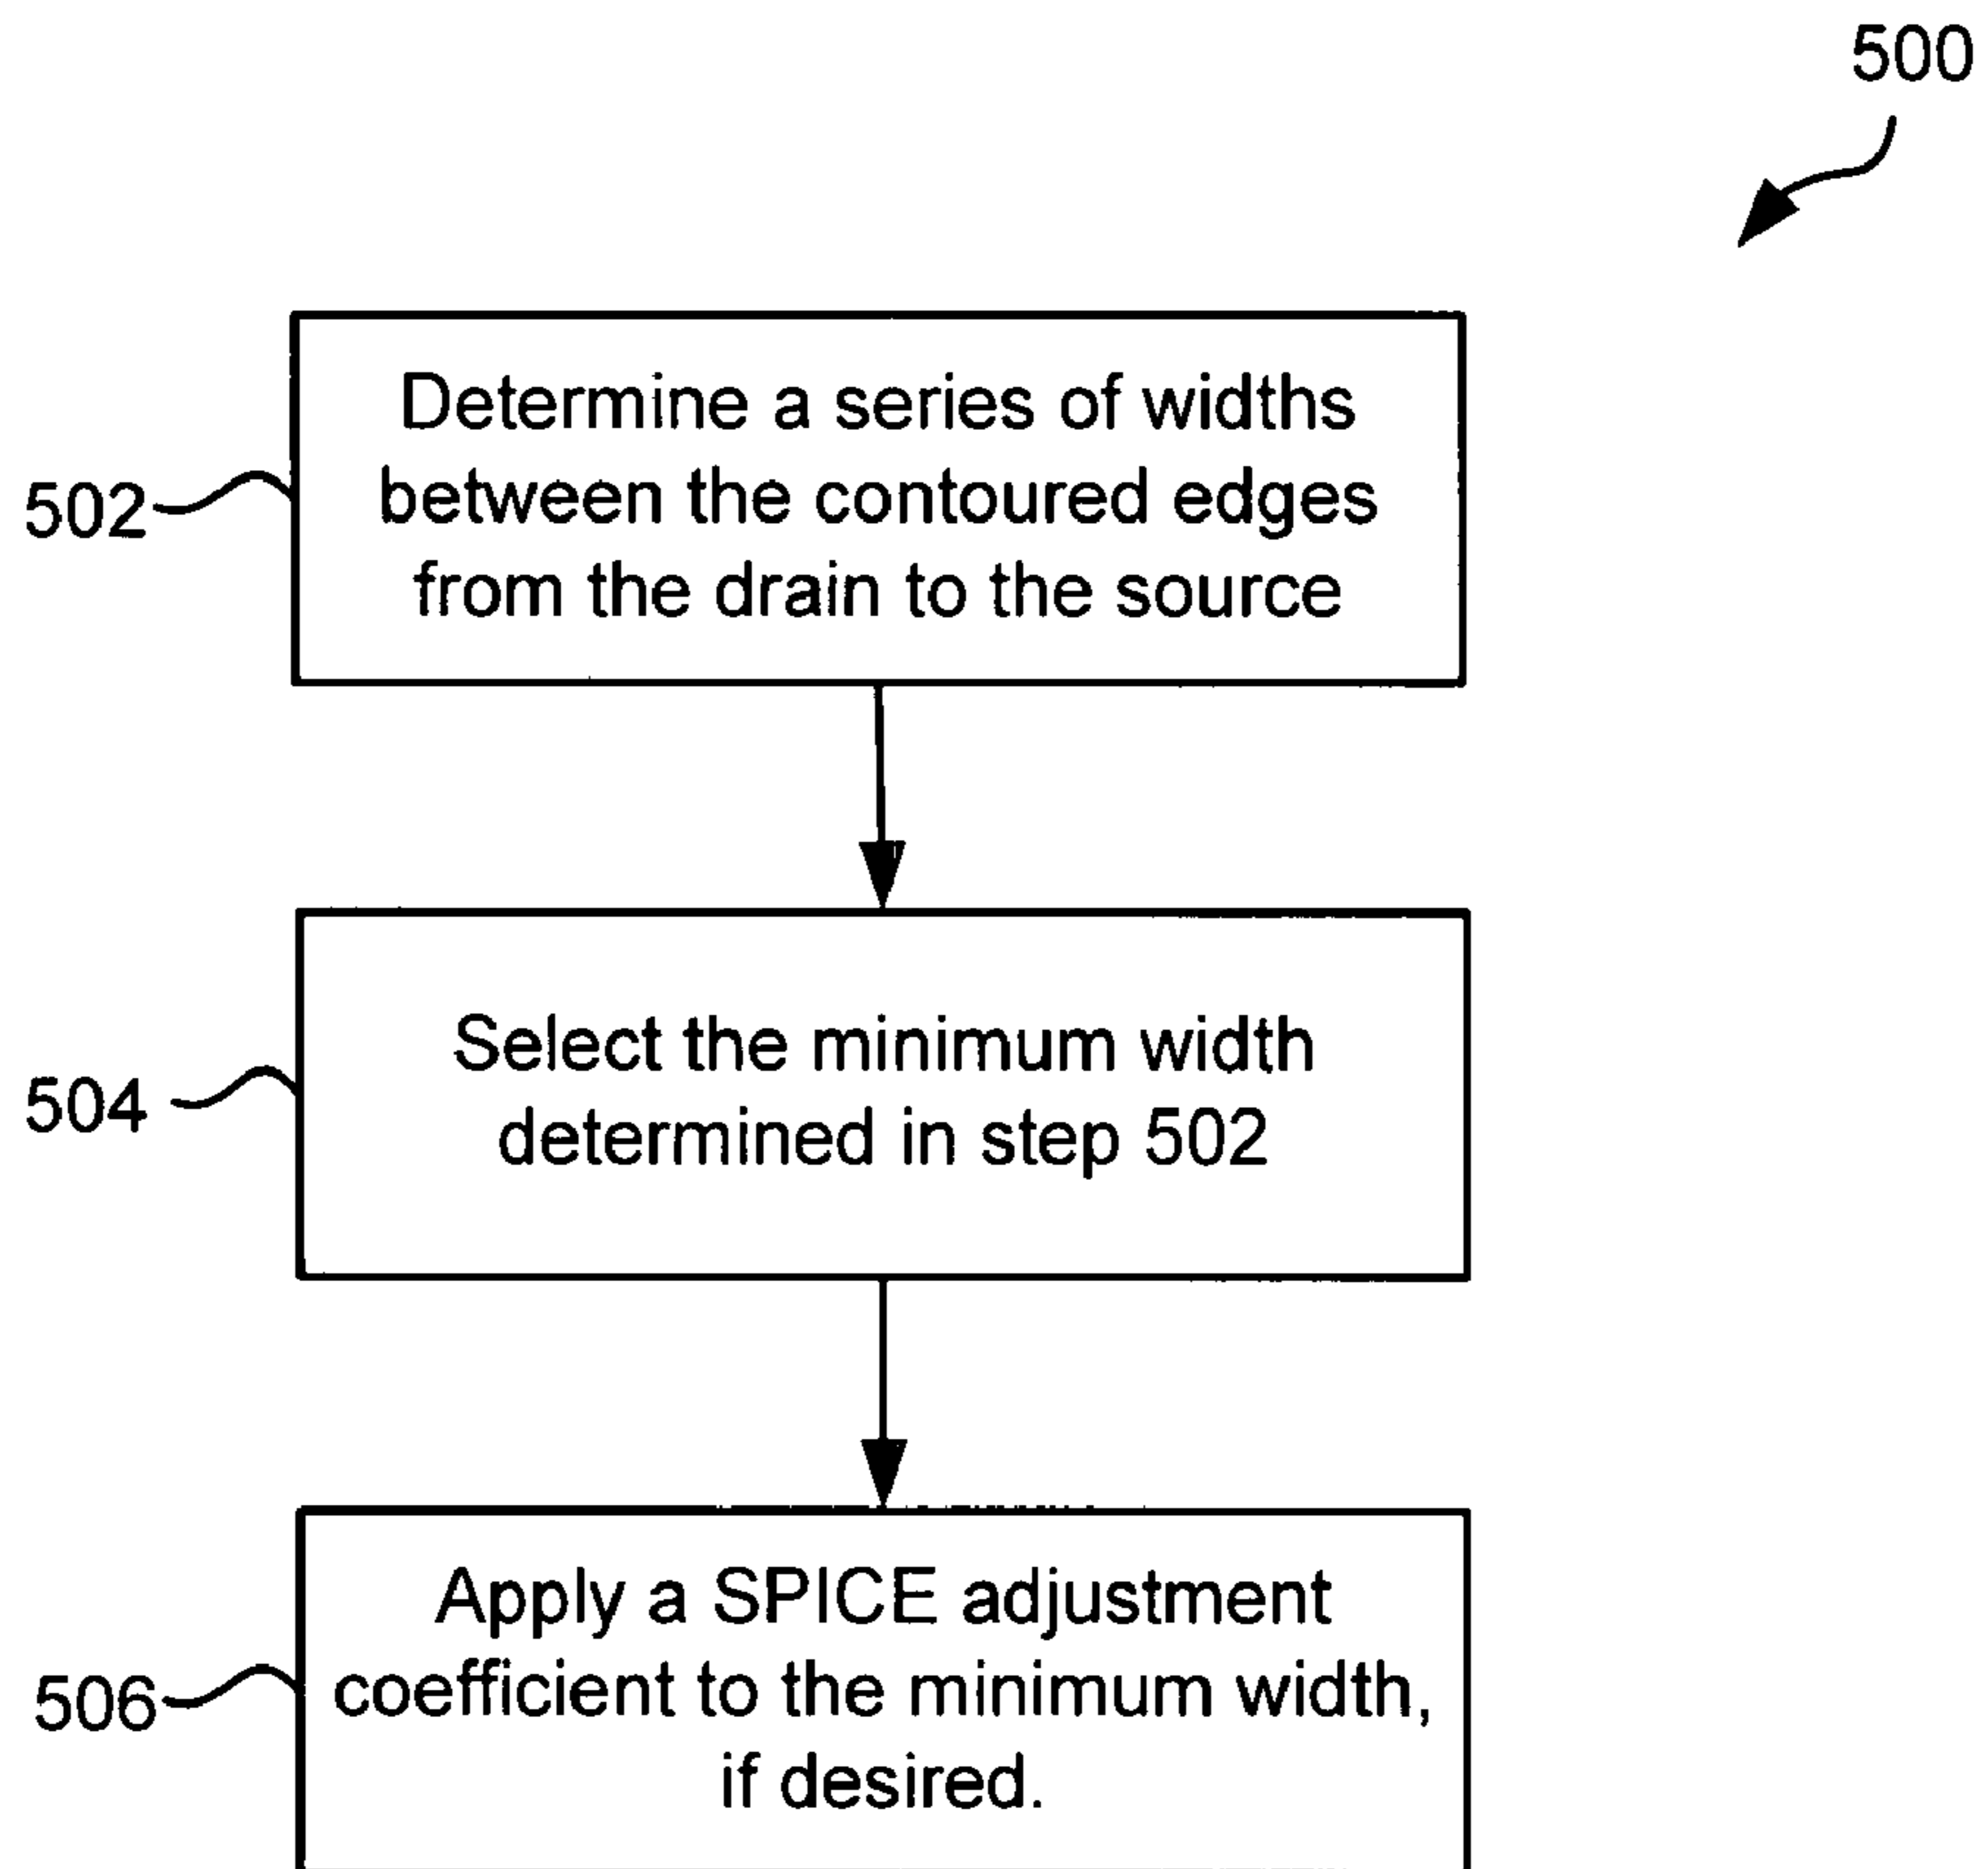 500
Determine a series of widths
between the contoured edges
from the drain to the source
502
Select the minimum width
determined in step 502
504
Apply a SPICE adjustment
coefficient to the minimum width,
if desired.
506